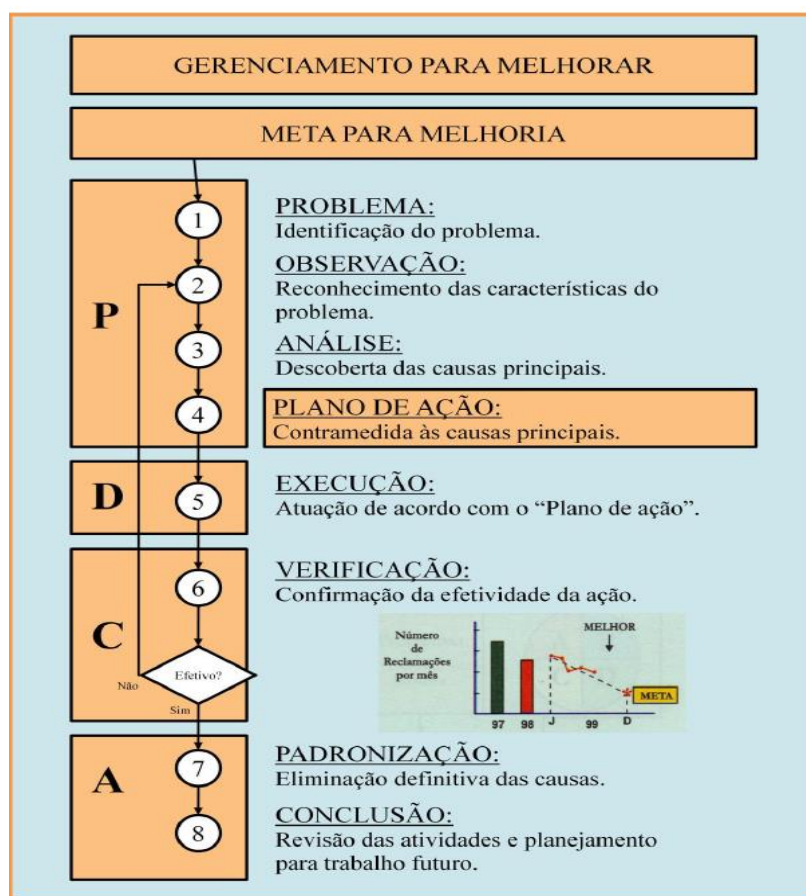 GERENCIAMENTO PARA MELHORAR
META PARA MELHORIA
P
1
PROBLEMA:
Identificação do problema.
2
OBSERVAÇÃO:
Reconhecimento das características do
problema.
3
ANÁLISE:
Descoberta das causas principais.
4
PLANO DE AÇÃO:
Contramedida às causas principais.
D
5
EXECUÇÃO:
Atuação de acordo com o “Plano de ação”.
C
6
VERIFICAÇÃO:
Confirmação da efetividade da ação.
Efetivo?
Não
Sim
Número
de
Reclamações
por mês
MELHOR
META
97 98 J 99 D
A
7
PADRONIZAÇÃO:
Eliminação definitiva das causas.
8
CONCLUSÃO:
Revisão das atividades e planejamento
para trabalho futuro.